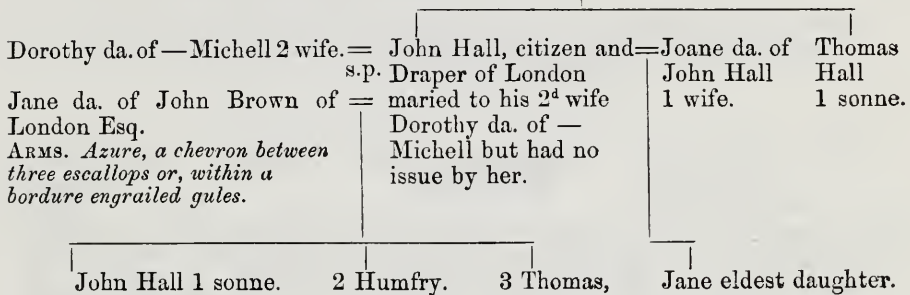 Dorothy da. of — Michell 2 wife. = John Hall, citizen and = Joane da. of Thomas
s.p. Draper of London John Hall Hall
Jane da. of John Brown of = maried to his 2d wife 1 wife. 1 sonne.
London Esq. Dorothy da. of —
ARMS. Azure, a chevron between Michell but had no
three escallops or, within a issue by her.
bordure engrailed gules.
John Hall 1 sonne. 2 Humfry. 3 Thomas, Jane eldest daughter.